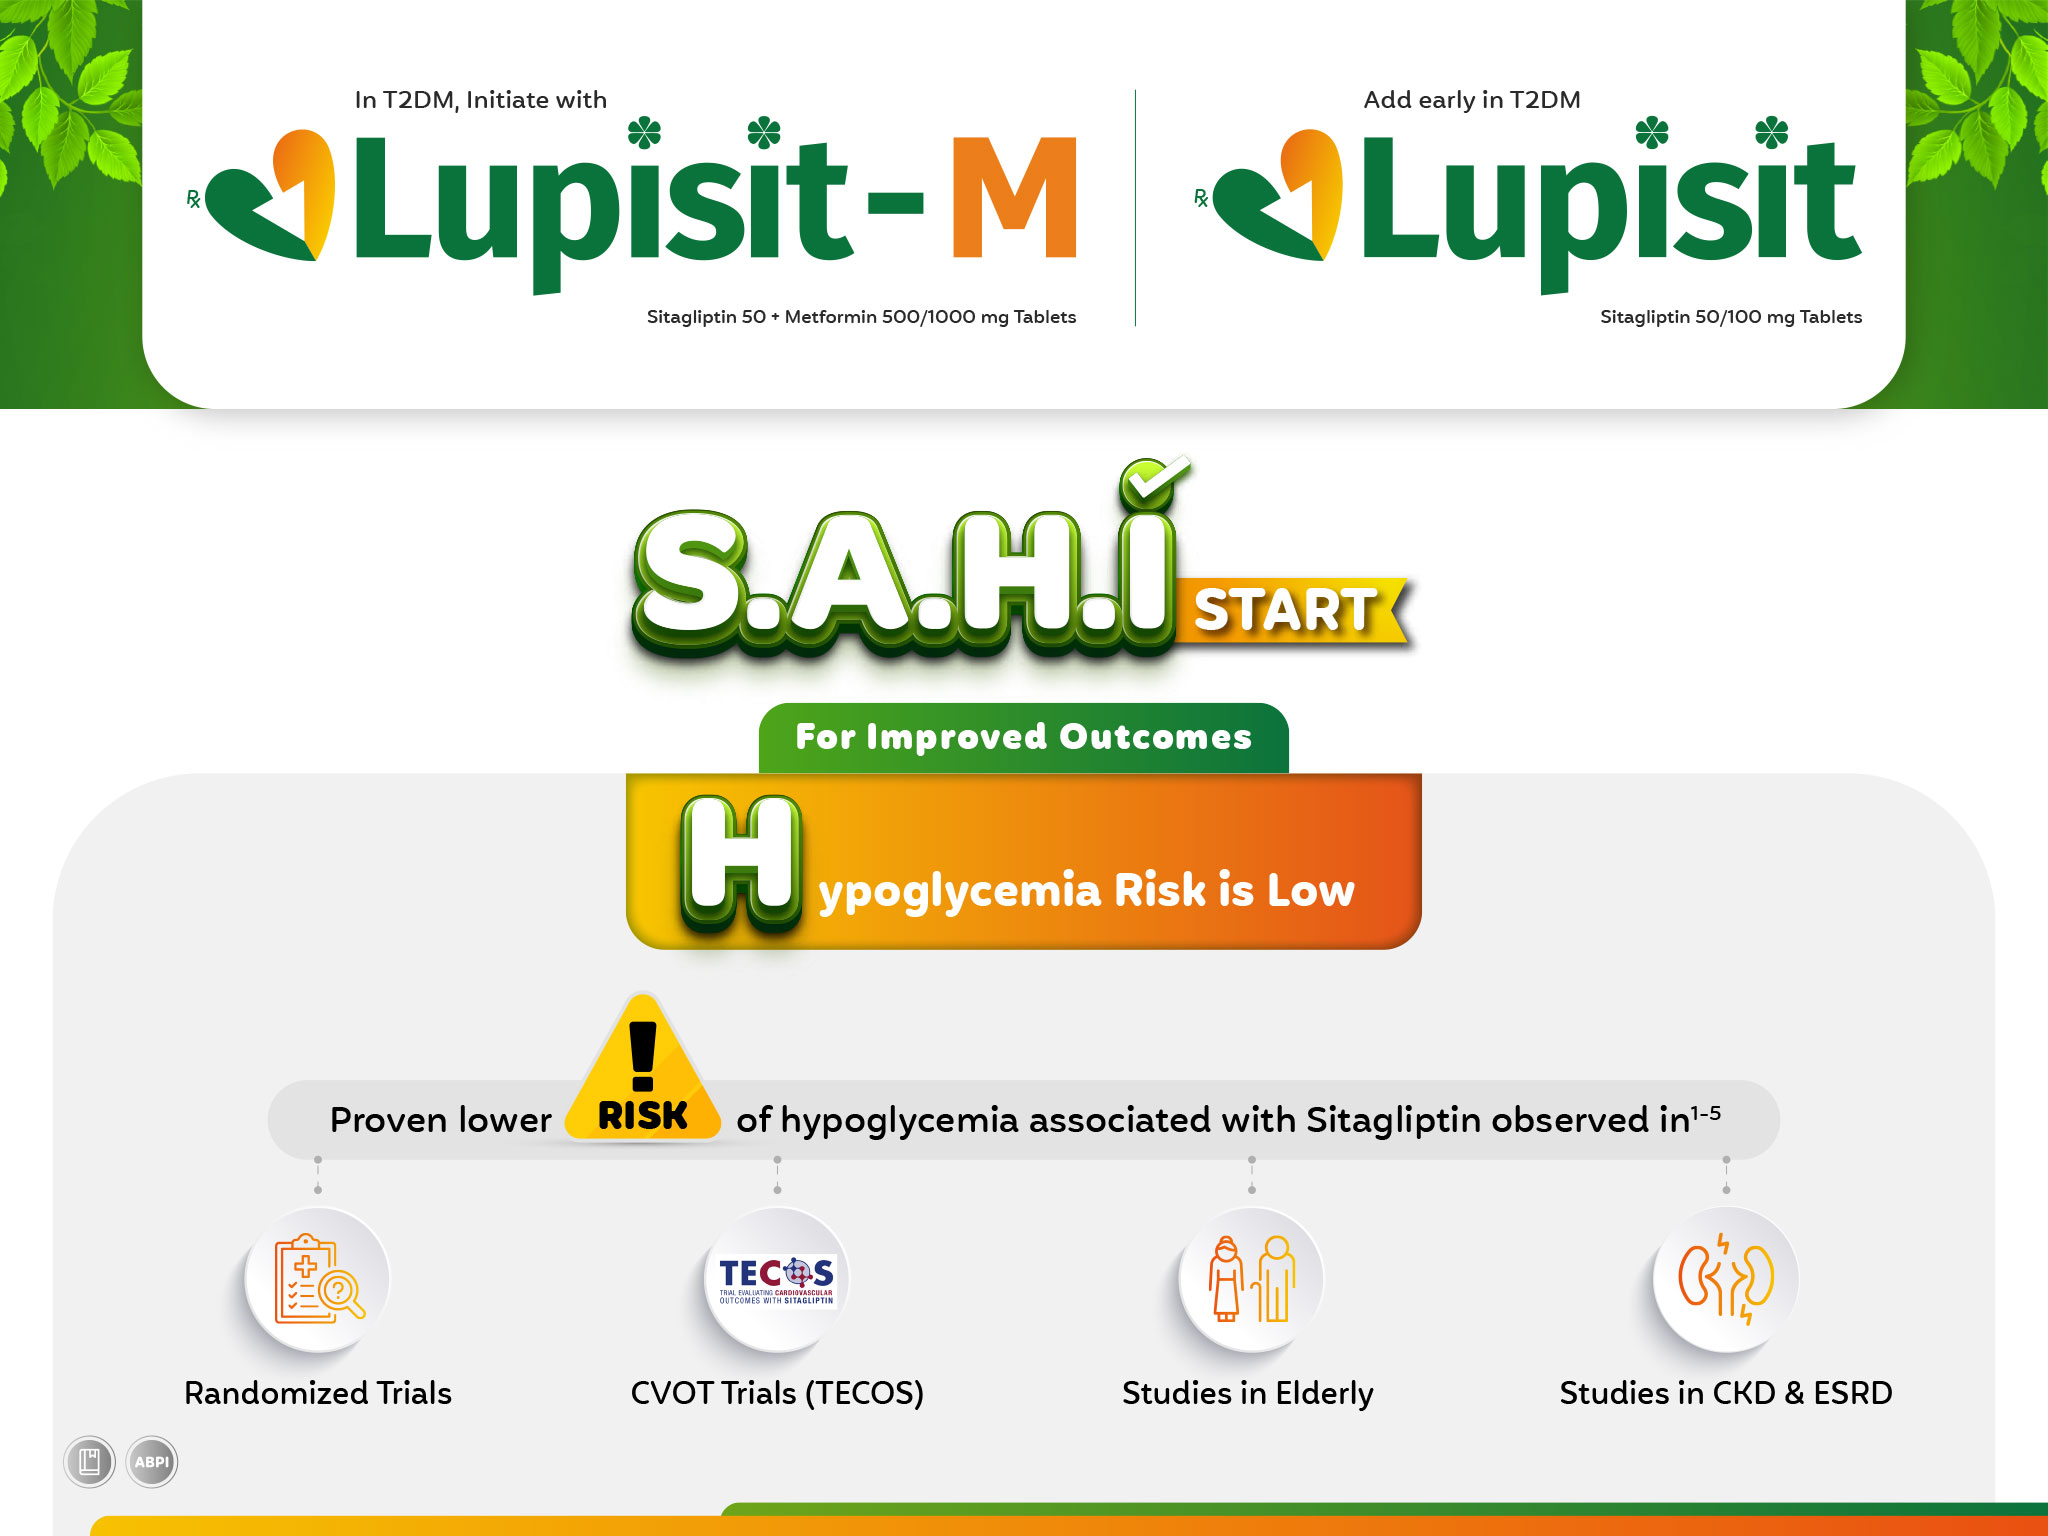 In T2DM, Initiate with
Rx Lupisit-M
Sitagliptin 50 + Metformin 500/1000 mg Tablets
Add early in T2DM
Rx Lupisit
Sitagliptin 50/100 mg Tablets
S.A.H.I START
For Improved Outcomes
Hypoglycemia Risk is Low
Proven lower ! RISK of hypoglycemia associated with Sitagliptin observed in1-5
TECOS
TRIAL EVALUATING CARDIOVASCULAR
OUTCOMES WITH SITAGLIPTIN
Randomized Trials
CVOT Trials (TECOS)
Studies in Elderly
Studies in CKD & ESRD
ABPI